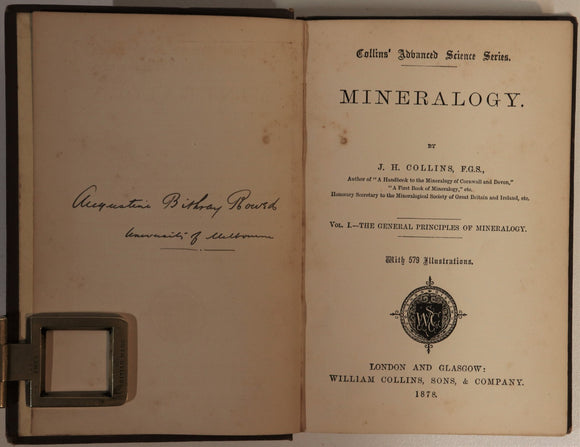 Augustine Bithray Rowed
University of Melbourne
Collins' Advanced Science Series.
MINERALOGY.
BY
J. H. COLLINS, F.G.S.,
Author of "A Handbook to the Mineralogy of Cornwall and Devon,"
"A First Book of Mineralogy," etc.
Honorary Secretary to the Mineralogical Society of Great Britain and Ireland, etc.
VOL. I.—THE GENERAL PRINCIPLES OF MINERALOGY.
With 579 Illustrations.
LONDON AND GLASGOW:
WILLIAM COLLINS, SONS, & COMPANY.
1878.